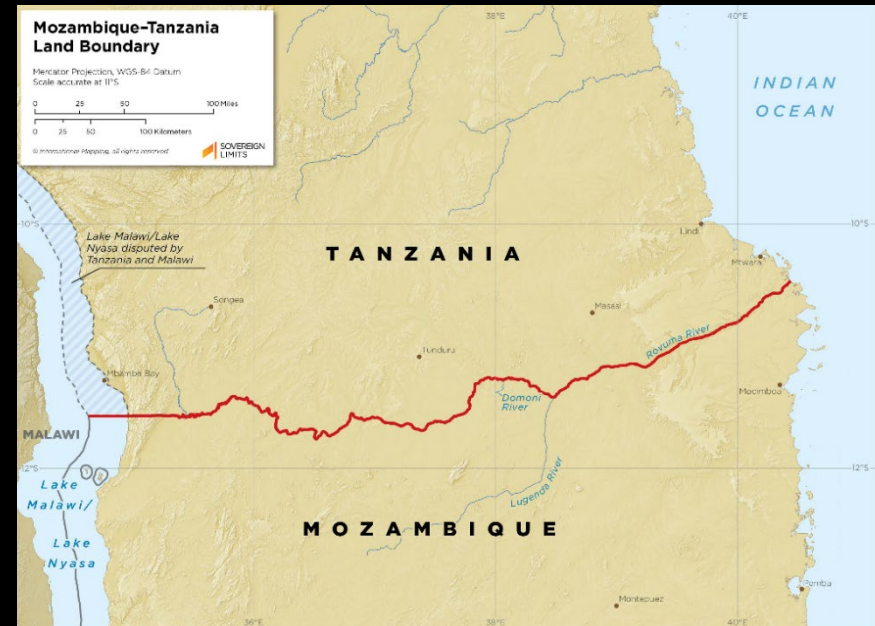 Mozambique–Tanzania
Land Boundary
Mercator Projection, WGS-84 Datum
Scale accurate at 11°S
0 25 50 100 Miles
0 25 50 100 Kilometers
© International Mapping, all rights reserved
SOVEREIGN
LIMITS
38°E
40°E
INDIAN
OCEAN
10°S
10°S
Lake Malawi/Lake
Nyasa disputed by
Tanzania and Malawi
TANZANIA
Lindi
Mtwara
Songea
Masasi
Rovuma River
Tunduru
Mbamba Bay
Domoni
River
Mocimboa
MALAWI
12°S
12°S
Lake
Malawi/
Lake
Nyasa
Lugenda River
MOZAMBIQUE
Pemba
Montepuez
36°E
38°E
40°E